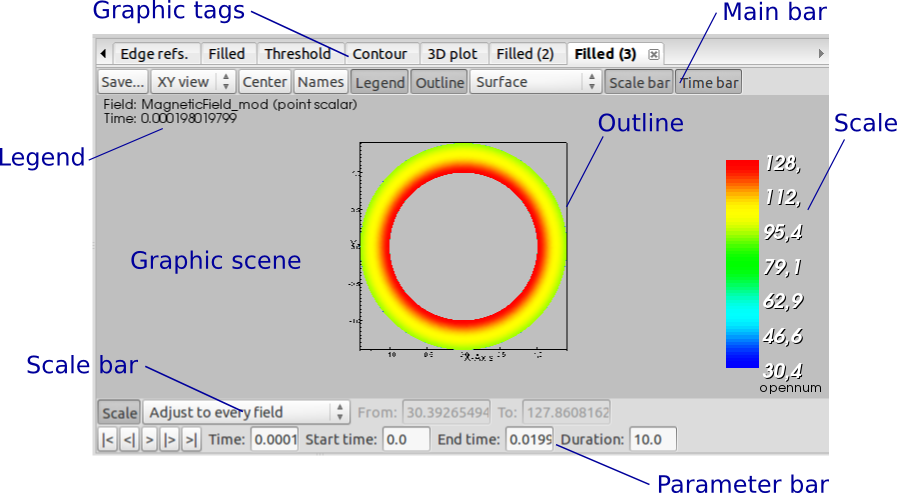 Graphic tags
Main bar
Edge refs. Filled Threshold Contour 3D plot Filled (2) Filled (3)
Save... XY view Center Names Legend Outline Surface Scale bar Time bar
Field: MagneticField_mod (point scalar)
Time: 0.000198019799
Outline
Scale
Legend
128,
112,
95,4
79,1
62,9
46,6
30,4
opennum
Graphic scene
X-Axis
Scale bar
Scale Adjust to every field From: 30.39265494 To: 127.8608162
|< <| > |> >| Time: 0.0001 Start time: 0.0 End time: 0.0199 Duration: 10.0
Parameter bar